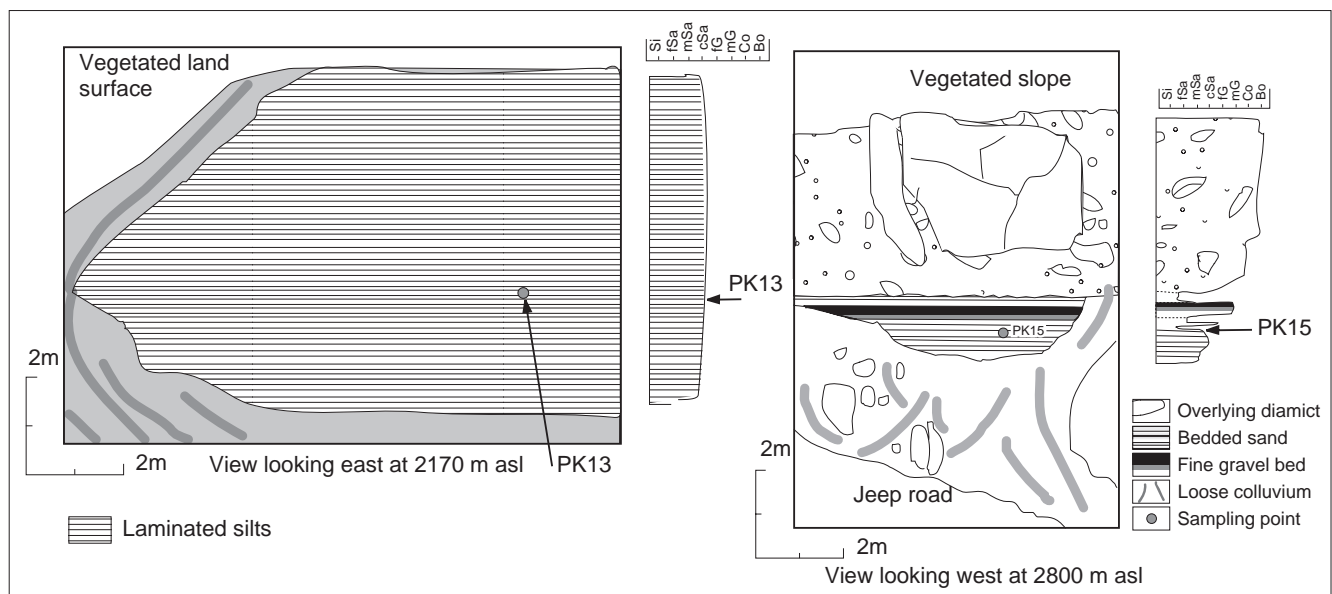 Vegetated land
surface
Si
fSa
mSa
cSa
fG
mG
Co
Bo
PK13
2m
2m
View looking east at 2170 m asl
PK13
Laminated silts
Vegetated slope
Si
fSa
mSa
cSa
fG
mG
Co
Bo
PK15
PK15
2m
Jeep road
2m
View looking west at 2800 m asl
Overlying diamict
Bedded sand
Fine gravel bed
Loose colluvium
Sampling point